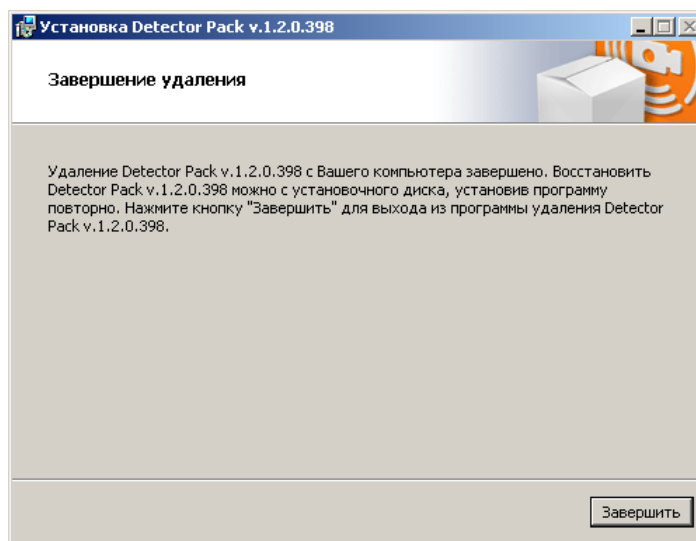 Установка Detector Pack v.1.2.0.398
Завершение удаления
Удаление Detector Pack v.1.2.0.398 с Вашего компьютера завершено. Восстановить
Detector Pack v.1.2.0.398 можно с установочного диска, установив программу
повторно. Нажмите кнопку "Завершить" для выхода из программы удаления Detector
Pack v.1.2.0.398.
Завершить